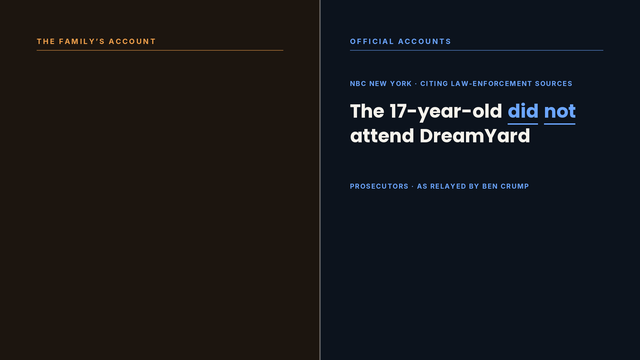 THE FAMILY'S ACCOUNT
OFFICIAL ACCOUNTS
NBC NEW YORK · CITING LAW-ENFORCEMENT SOURCES
The 17-year-old did not
attend DreamYard
PROSECUTORS · AS RELAYED BY BEN CRUMP